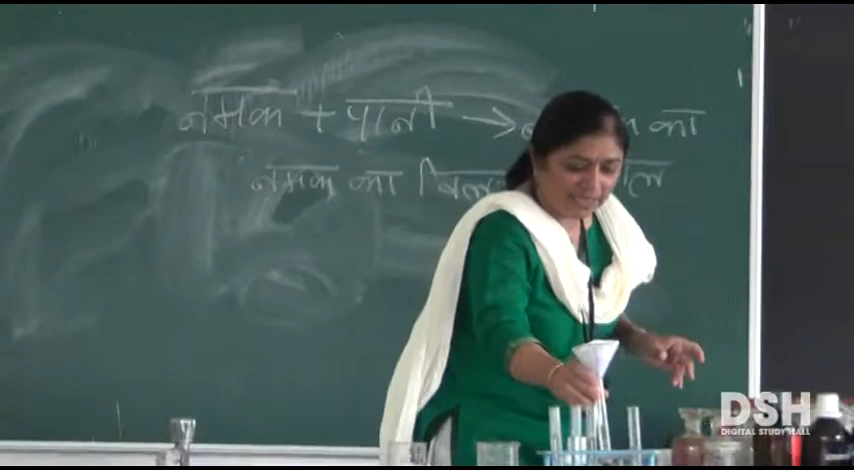 नमक + पानी → का
नमक का
DSH
DIGITAL STUDY HALL